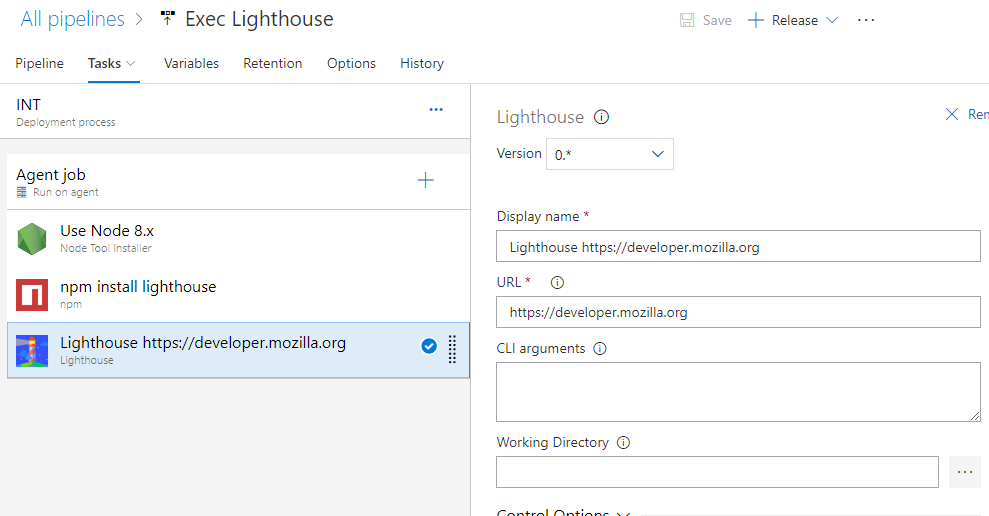 All pipelines > Exec Lighthouse
Save + Release ...
Pipeline Tasks Variables Retention Options History
INT
Deployment process
...
Agent job
Run on agent
+
Use Node 8.x
Node Tool Installer
npm install lighthouse
npm
Lighthouse https://developer.mozilla.org
Lighthouse
Lighthouse
Version 0.*
Display name *
Lighthouse https://developer.mozilla.org
URL *
https://developer.mozilla.org
CLI arguments
Working Directory
...
Control Options